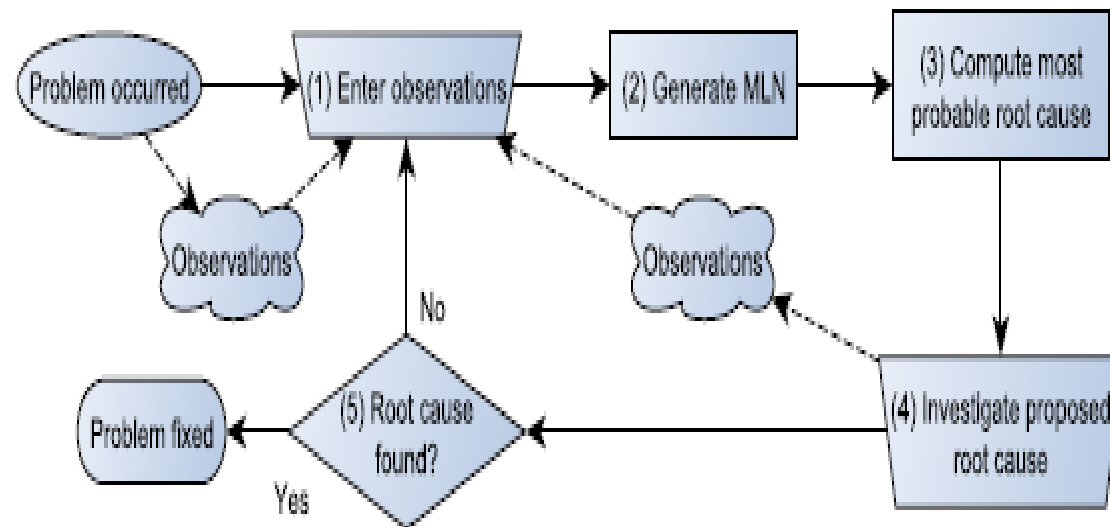 Problem occurred
(1) Enter observations
(2) Generate MLN
(3) Compute most
probable root cause
Observations
Observations
No
(4) Investigate proposed
root cause
(5) Root cause
found?
Problem fixed
Yes